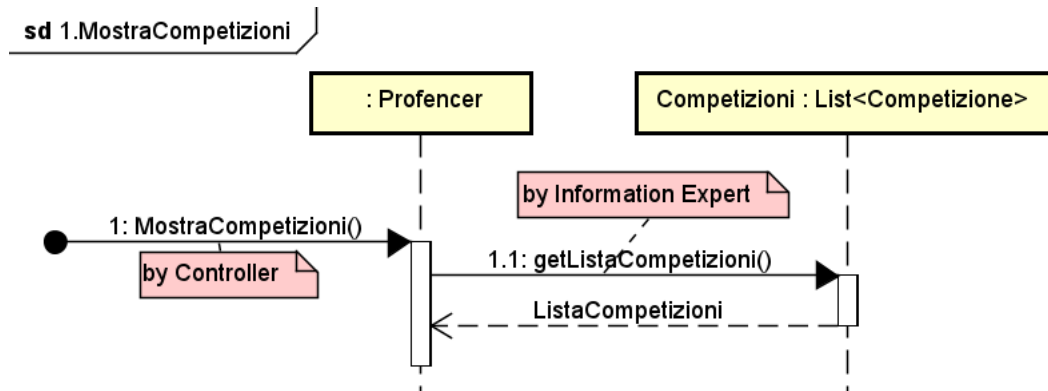 sd 1.MostraCompetizioni
: Profencer
Competizioni : List<Competizione>
by Information Expert
1: MostraCompetizioni()
by Controller
1.1: getListaCompetizioni()
ListaCompetizioni